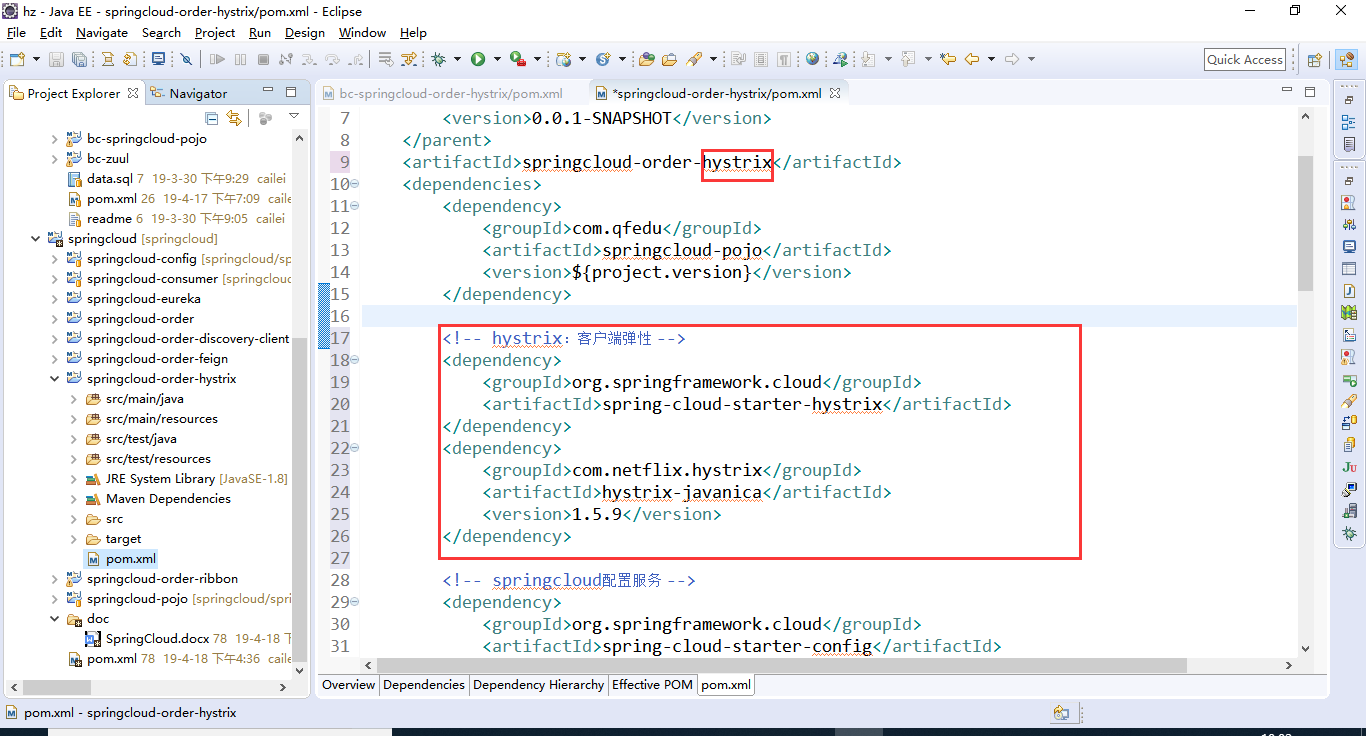 hz - Java EE - springcloud-order-hystrix/pom.xml - Eclipse
File Edit Navigate Search Project Run Design Window Help
Quick Access
Project Explorer Navigator
bc-springcloud-pojo
bc-zuul
data.sql 7 19-3-30 下午9:29 cailei
pom.xml 26 19-4-17 下午7:09 caile
readme 6 19-3-30 下午9:05 cailei
springcloud [springcloud]
springcloud-config [springcloud/sp
springcloud-consumer [springcloud
springcloud-eureka
springcloud-order
springcloud-order-discovery-client
springcloud-order-feign
springcloud-order-hystrix
src/main/java
src/main/resources
src/test/java
src/test/resources
JRE System Library [JavaSE-1.8]
Maven Dependencies
src
target
pom.xml
springcloud-order-ribbon
springcloud-pojo [springcloud/spri
doc
SpringCloud.docx 78 19-4-18 下
pom.xml 78 19-4-18 下午4:36 caile
bc-springcloud-order-hystrix/pom.xml *springcloud-order-hystrix/pom.xml
7 <version>0.0.1-SNAPSHOT</version>
8 </parent>
9 <artifactId>springcloud-order-hystrix</artifactId>
10 <dependencies>
11 <dependency>
12 <groupId>com.qfedu</groupId>
13 <artifactId>springcloud-pojo</artifactId>
14 <version>${project.version}</version>
15 </dependency>
16
17 <!-- hystrix：客户端弹性 -->
18 <dependency>
19 <groupId>org.springframework.cloud</groupId>
20 <artifactId>spring-cloud-starter-hystrix</artifactId>
21 </dependency>
22 <dependency>
23 <groupId>com.netflix.hystrix</groupId>
24 <artifactId>hystrix-javanica</artifactId>
25 <version>1.5.9</version>
26 </dependency>
27
28 <!-- springcloud配置服务 -->
29 <dependency>
30 <groupId>org.springframework.cloud</groupId>
31 <artifactId>spring-cloud-starter-config</artifactId>
Overview Dependencies Dependency Hierarchy Effective POM pom.xml
pom.xml - springcloud-order-hystrix